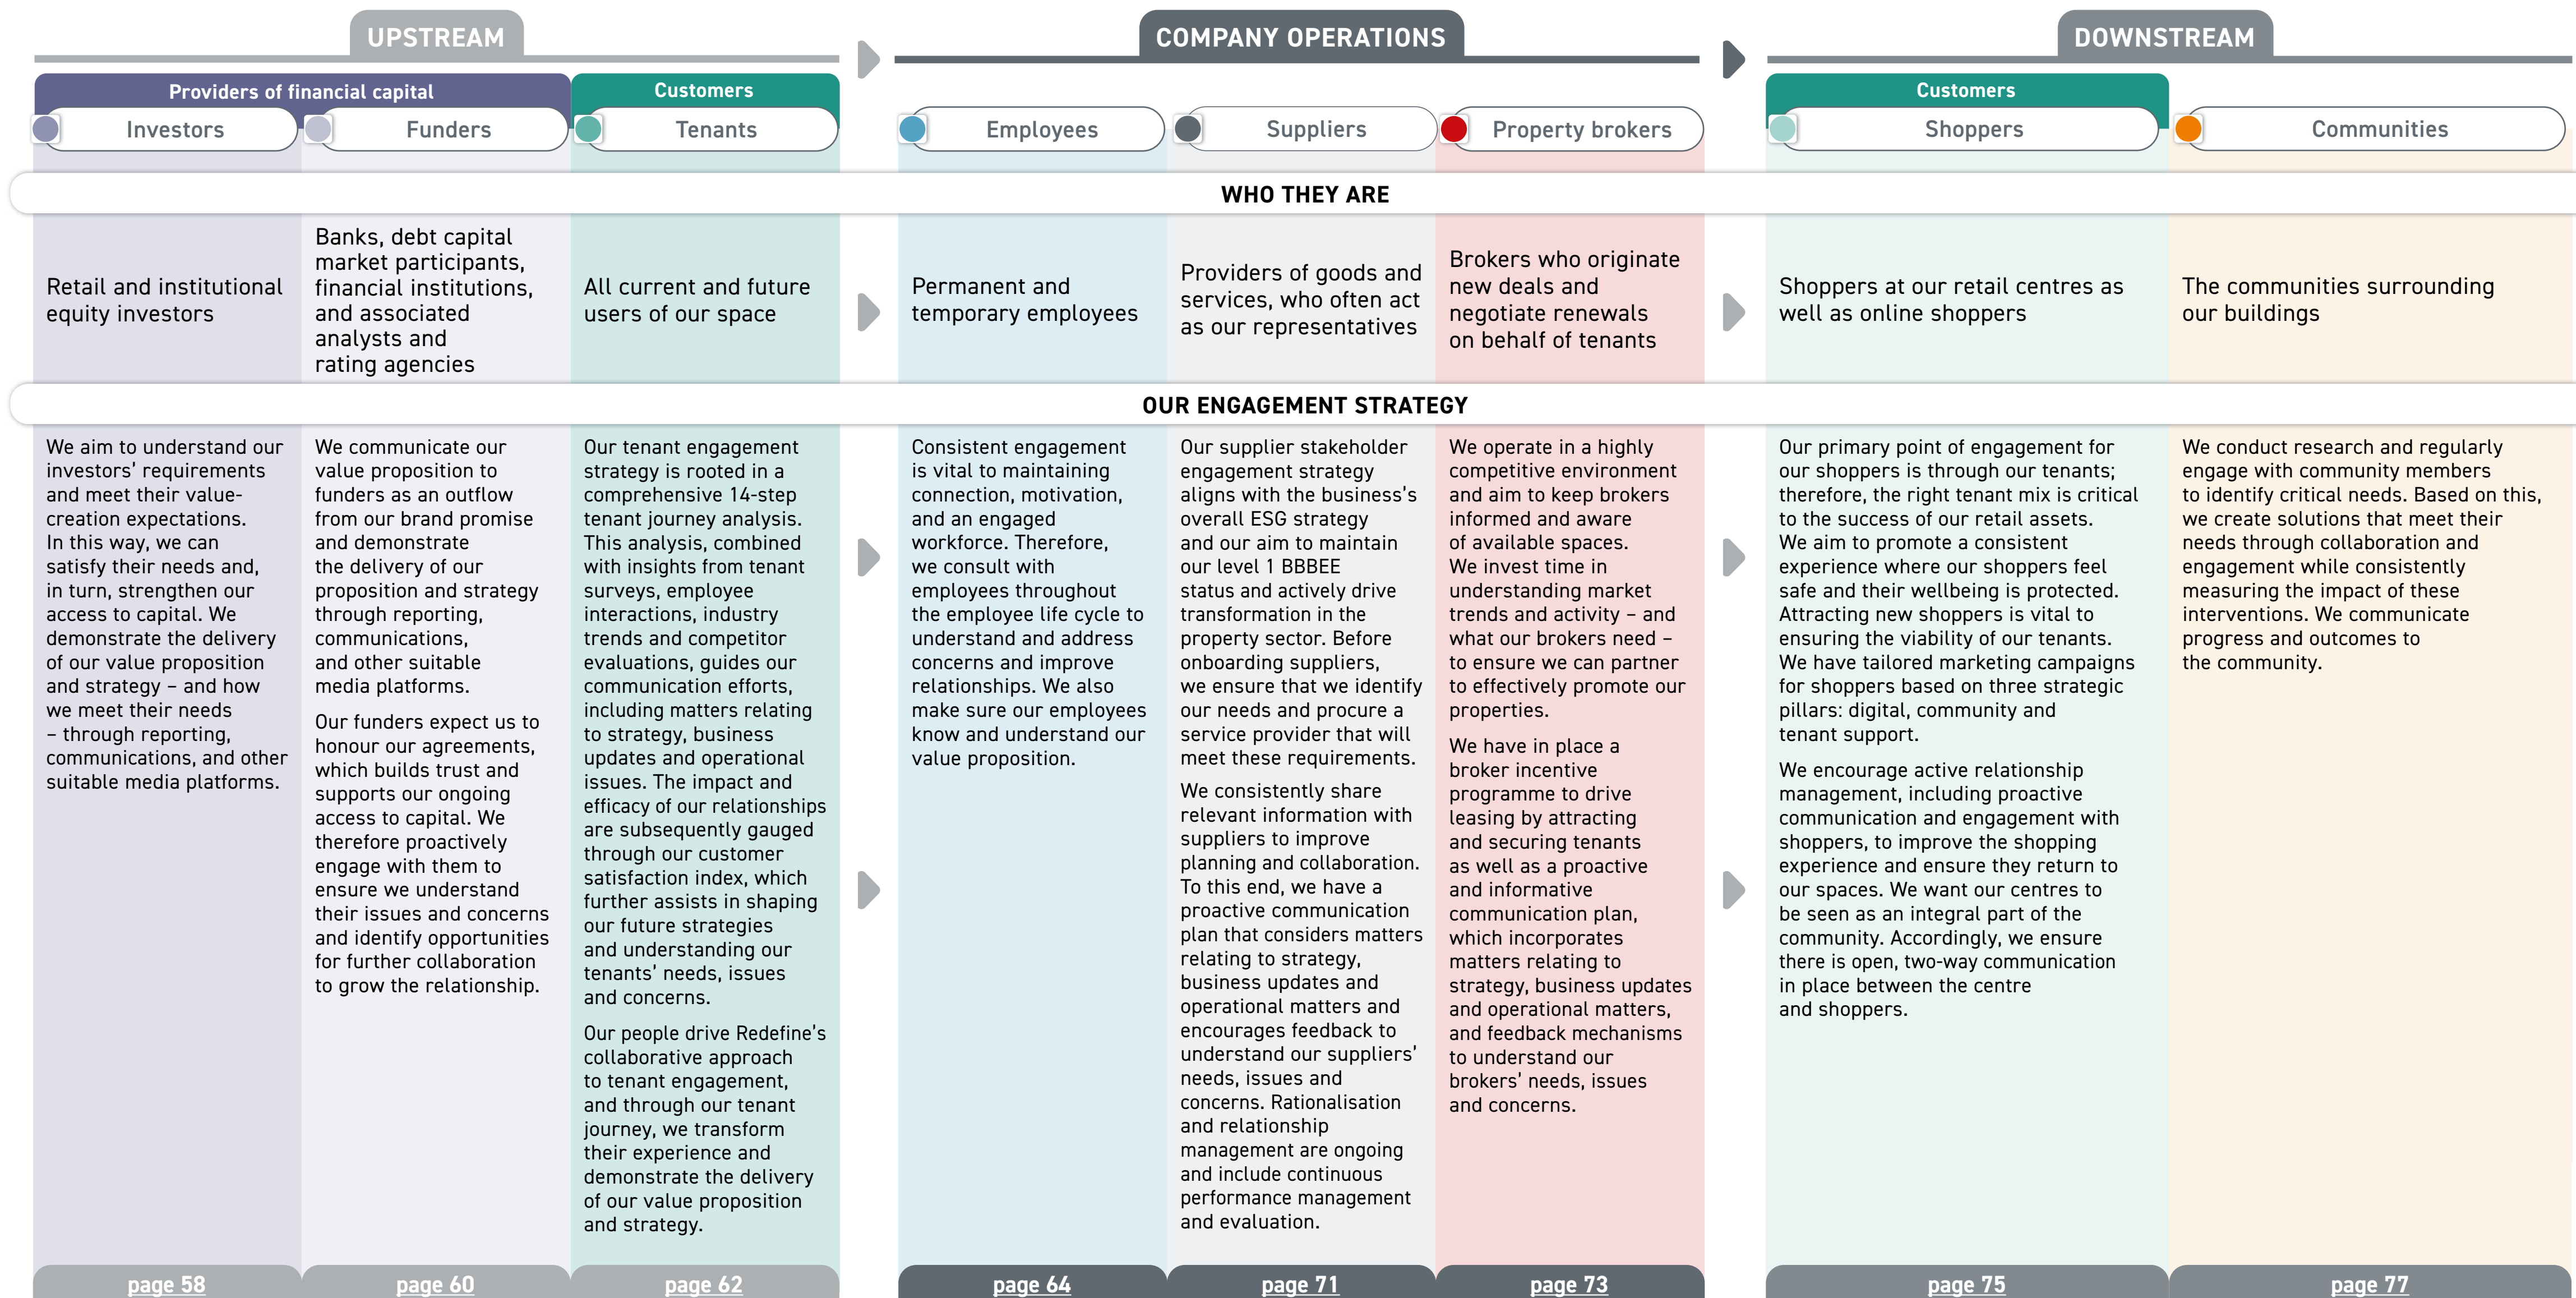 UPSTREAM
COMPANY OPERATIONS
DOWNSTREAM
Providers of financial capital
Customers
Customers
Investors
Funders
Tenants
Employees
Suppliers
Property brokers
Shoppers
Communities
WHO THEY ARE
Retail and institutional
equity investors
Banks, debt capital
market participants,
financial institutions,
and associated
analysts and
rating agencies
All current and future
users of our space
Permanent and
temporary employees
Providers of goods and
services, who often act
as our representatives
Brokers who originate
new deals and
negotiate renewals
on behalf of tenants
Shoppers at our retail centres as
well as online shoppers
The communities surrounding
our buildings
OUR ENGAGEMENT STRATEGY
We aim to understand our
investors’ requirements
and meet their value-
creation expectations.
In this way, we can
satisfy their needs and,
in turn, strengthen our
access to capital. We
demonstrate the delivery
of our value proposition
and strategy – and how
we meet their needs
– through reporting,
communications, and other
suitable media platforms.
We communicate our
value proposition to
funders as an outflow
from our brand promise
and demonstrate
the delivery of our
proposition and strategy
through reporting,
communications,
and other suitable
media platforms.
Our funders expect us to
honour our agreements,
which builds trust and
supports our ongoing
access to capital. We
therefore proactively
engage with them to
ensure we understand
their issues and concerns
and identify opportunities
for further collaboration
to grow the relationship.
Our tenant engagement
strategy is rooted in a
comprehensive 14-step
tenant journey analysis.
This analysis, combined
with insights from tenant
surveys, employee
interactions, industry
trends and competitor
evaluations, guides our
communication efforts,
including matters relating
to strategy, business
updates and operational
issues. The impact and
efficacy of our relationships
are subsequently gauged
through our customer
satisfaction index, which
further assists in shaping
our future strategies
and understanding our
tenants’ needs, issues
and concerns.
Our people drive Redefine’s
collaborative approach
to tenant engagement,
and through our tenant
journey, we transform
their experience and
demonstrate the delivery
of our value proposition
and strategy.
Consistent engagement
is vital to maintaining
connection, motivation,
and an engaged
workforce. Therefore,
we consult with
employees throughout
the employee life cycle to
understand and address
concerns and improve
relationships. We also
make sure our employees
know and understand our
value proposition.
Our supplier stakeholder
engagement strategy
aligns with the business’s
overall ESG strategy
and our aim to maintain
our level 1 BBBEE
status and actively drive
transformation in the
property sector. Before
onboarding suppliers,
we ensure that we identify
our needs and procure a
service provider that will
meet these requirements.
We consistently share
relevant information with
suppliers to improve
planning and collaboration.
To this end, we have a
proactive communication
plan that considers matters
relating to strategy,
business updates and
operational matters and
encourages feedback to
understand our suppliers’
needs, issues and
concerns. Rationalisation
and relationship
management are ongoing
and include continuous
performance management
and evaluation.
We operate in a highly
competitive environment
and aim to keep brokers
informed and aware
of available spaces.
We invest time in
understanding market
trends and activity – and
what our brokers need –
to ensure we can partner
to effectively promote our
properties.
We have in place a
broker incentive
programme to drive
leasing by attracting
and securing tenants
as well as a proactive
and informative
communication plan,
which incorporates
matters relating to
strategy, business updates
and operational matters,
and feedback mechanisms
to understand our
brokers’ needs, issues
and concerns.
Our primary point of engagement for
our shoppers is through our tenants;
therefore, the right tenant mix is critical
to the success of our retail assets.
We aim to promote a consistent
experience where our shoppers feel
safe and their wellbeing is protected.
Attracting new shoppers is vital to
ensuring the viability of our tenants.
We have tailored marketing campaigns
for shoppers based on three strategic
pillars: digital, community and
tenant support.
We encourage active relationship
management, including proactive
communication and engagement with
shoppers, to improve the shopping
experience and ensure they return to
our spaces. We want our centres to
be seen as an integral part of the
community. Accordingly, we ensure
there is open, two-way communication
in place between the centre
and shoppers.
We conduct research and regularly
engage with community members
to identify critical needs. Based on this,
we create solutions that meet their
needs through collaboration and
engagement while consistently
measuring the impact of these
interventions. We communicate
progress and outcomes to
the community.
page 58
page 60
page 62
page 64
page 71
page 73
page 75
page 77